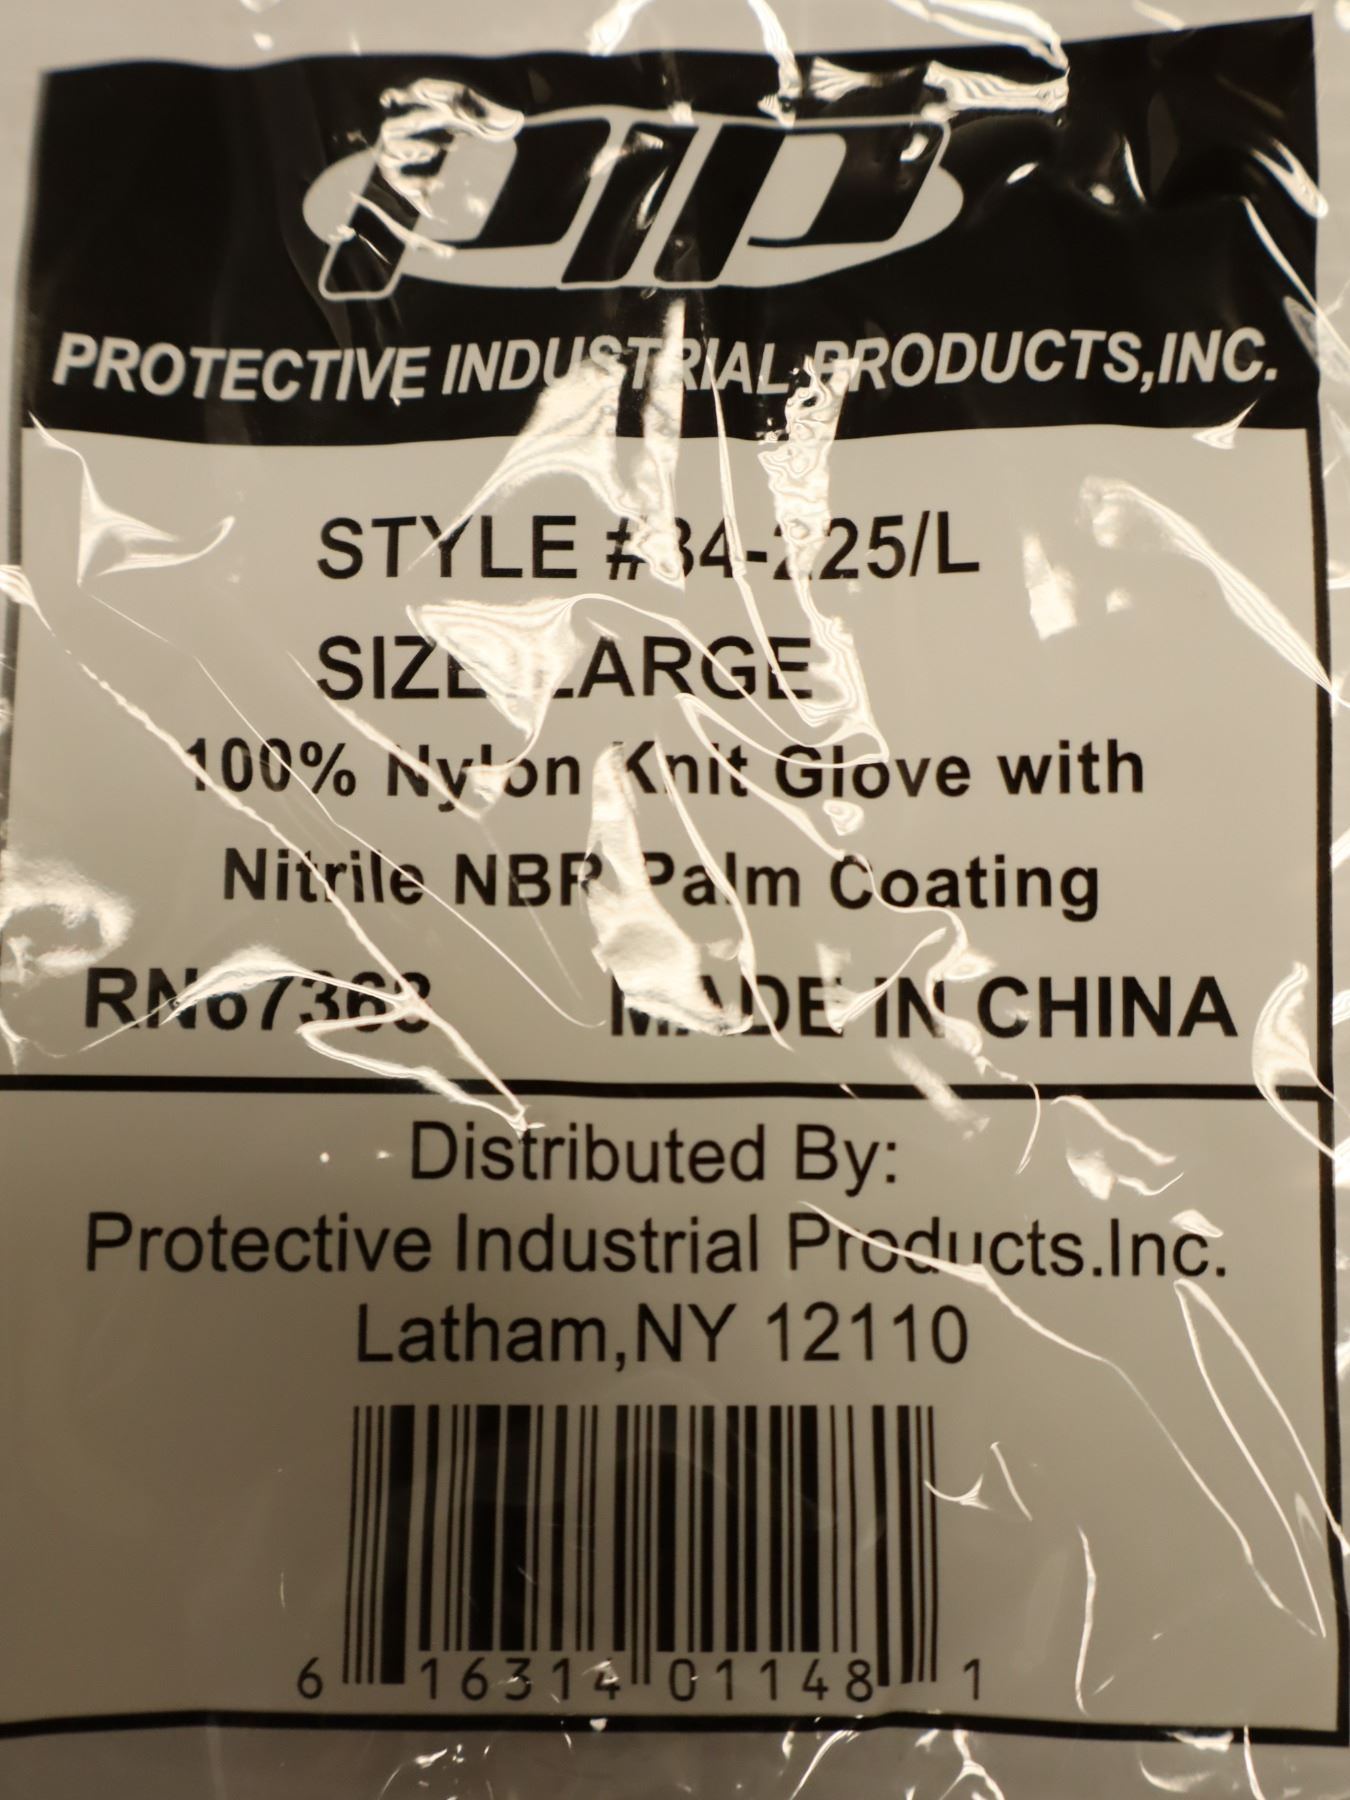 pip
PROTECTIVE INDUSTRIAL PRODUCTS,INC.
STYLE #34-225/L
SIZE LARGE
100% Nylon Knit Glove with
Nitrile NBR Palm Coating
MADE IN CHINA
Distributed By:
Protective Industrial Products.Inc.
Latham,NY 12110
6 16314 01148 1